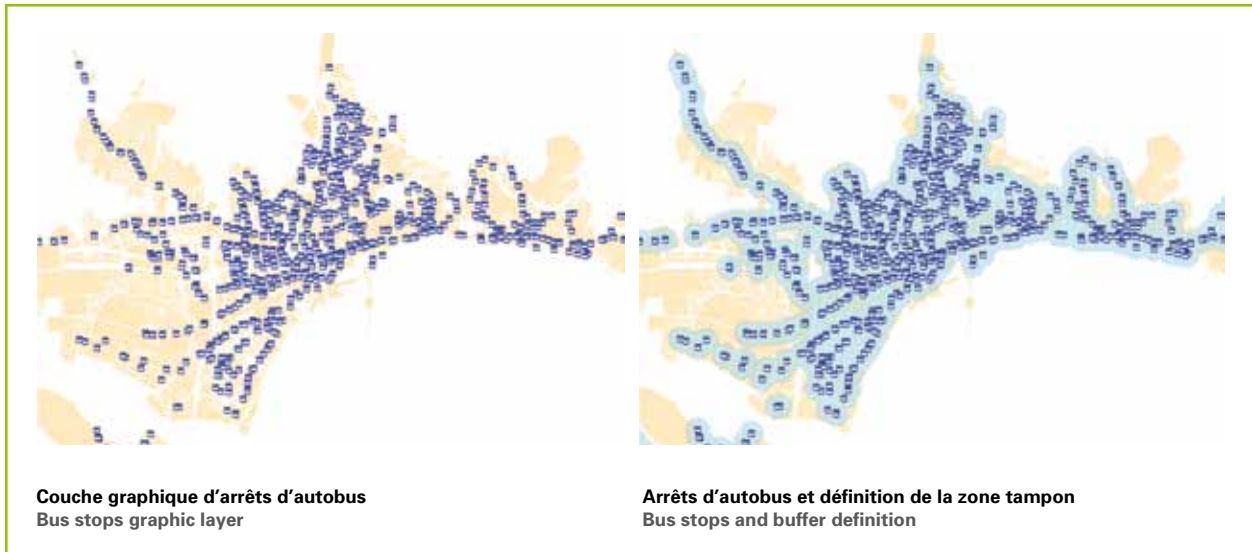 Couche graphique d'arrêts d'autobus
Bus stops graphic layer
Arrêts d'autobus et définition de la zone tampon
Bus stops and buffer definition